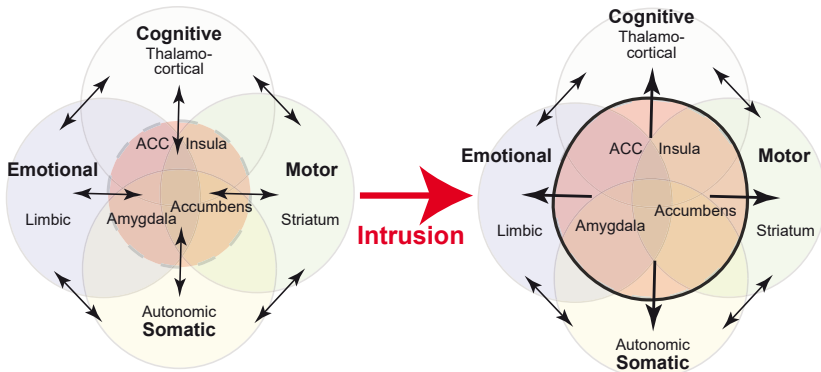 Cognitive
Thalamo-
cortical
ACC Insula
Emotional
Motor
Amygdala
Accumbens
Limbic
Striatum
Autonomic
Somatic
Intrusion
Cognitive
Thalamo-
cortical
ACC Insula
Emotional
Motor
Accumbens
Amygdala
Limbic
Striatum
Autonomic
Somatic